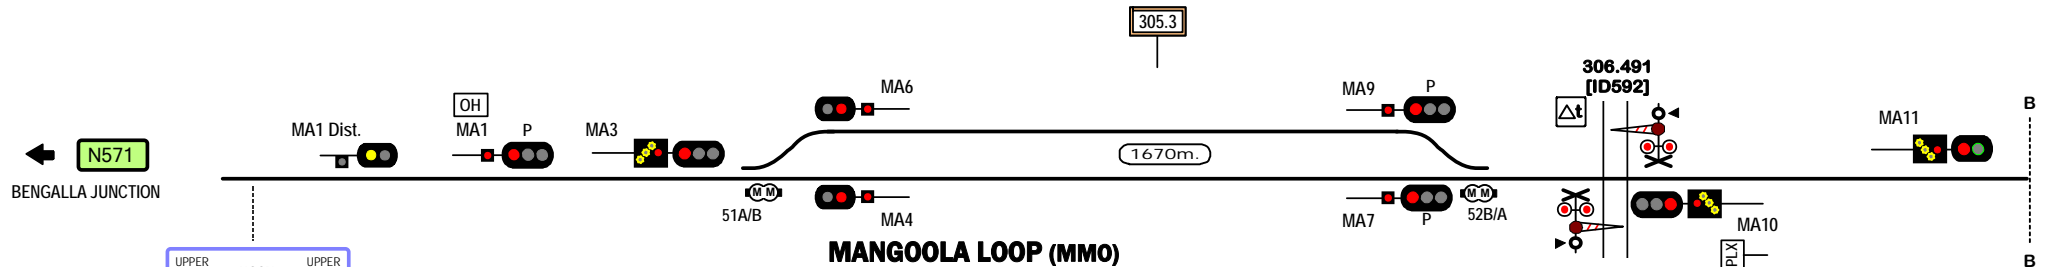 305.3
306.491
[ID592]
MA6
MA9
P
OH
MA1 Dist.
MA1
P
MA3
△t
MA11
B
N571
1670m.
BENGALLA JUNCTION
M M
51A/B
MA4
MA7
P
M M
52B/A
MA10
MANGOOLA LOOP (MM0)
PLX
UPPER
UPPER
B